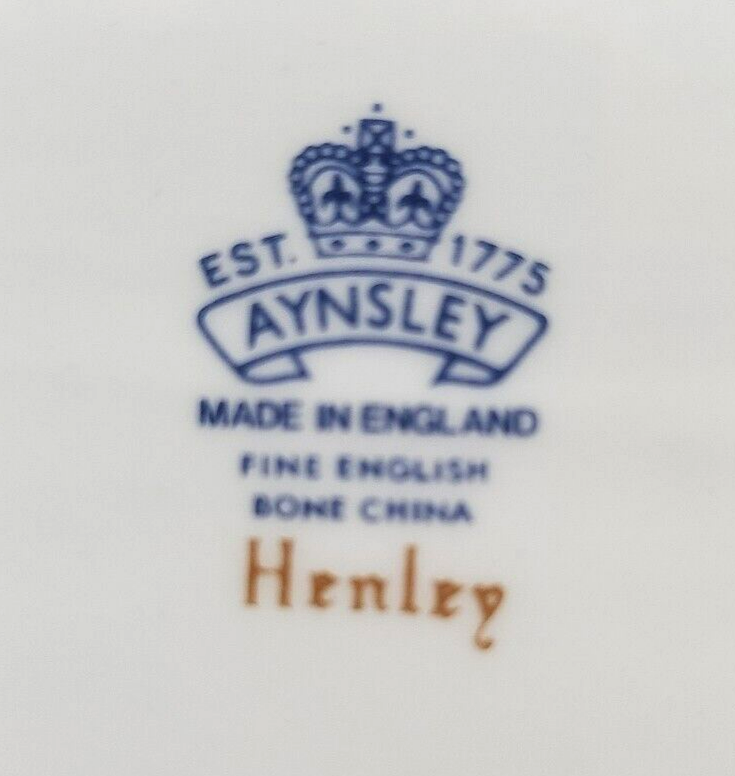 EST. 1775
AYNSLEY
MADE IN ENGLAND
FINE ENGLISH
BONE CHINA
Henley